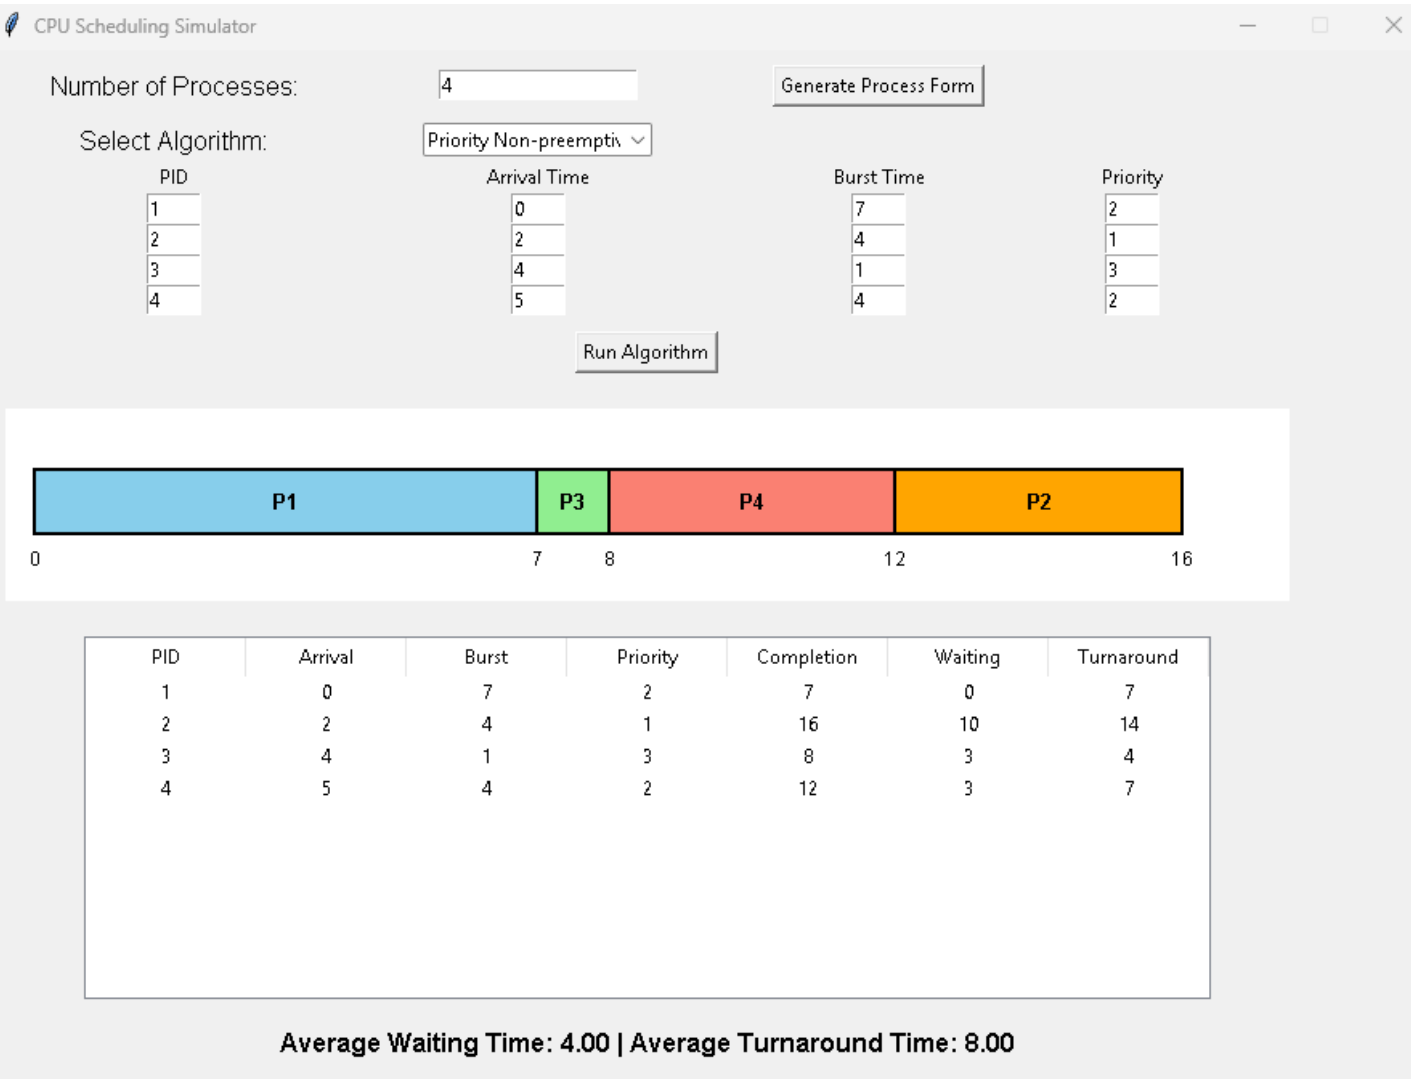 CPU Scheduling Simulator
Number of Processes: 4 Generate Process Form
Select Algorithm: Priority Non-preemptiv
PID Arrival Time Burst Time Priority
1 0 7 2
2 2 4 1
3 4 1 3
4 5 4 2
Run Algorithm
P1 P3 P4 P2
0 7 8 12 16
PID Arrival Burst Priority Completion Waiting Turnaround
1 0 7 2 7 0 7
2 2 4 1 16 10 14
3 4 1 3 8 3 4
4 5 4 2 12 3 7
Average Waiting Time: 4.00 | Average Turnaround Time: 8.00